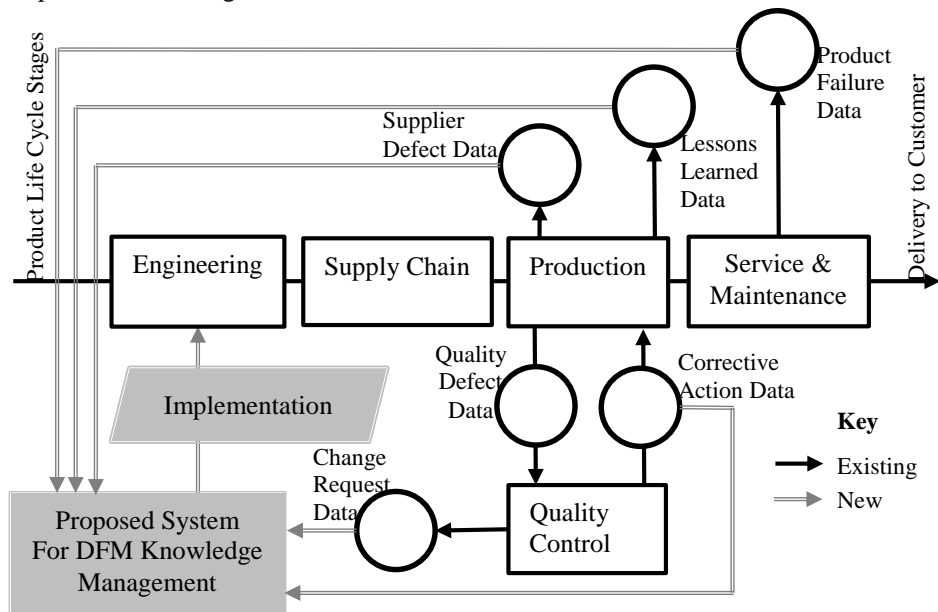 Product Life Cycle Stages
Product
Failure
Data
Supplier
Defect Data
Lessons
Learned
Data
Delivery to Customer
Engineering
Supply Chain
Production
Service &
Maintenance
Quality
Defect
Data
Corrective
Action Data
Implementation
Key
Existing
New
Change
Request
Data
Proposed System
For DFM Knowledge
Management
Quality
Control